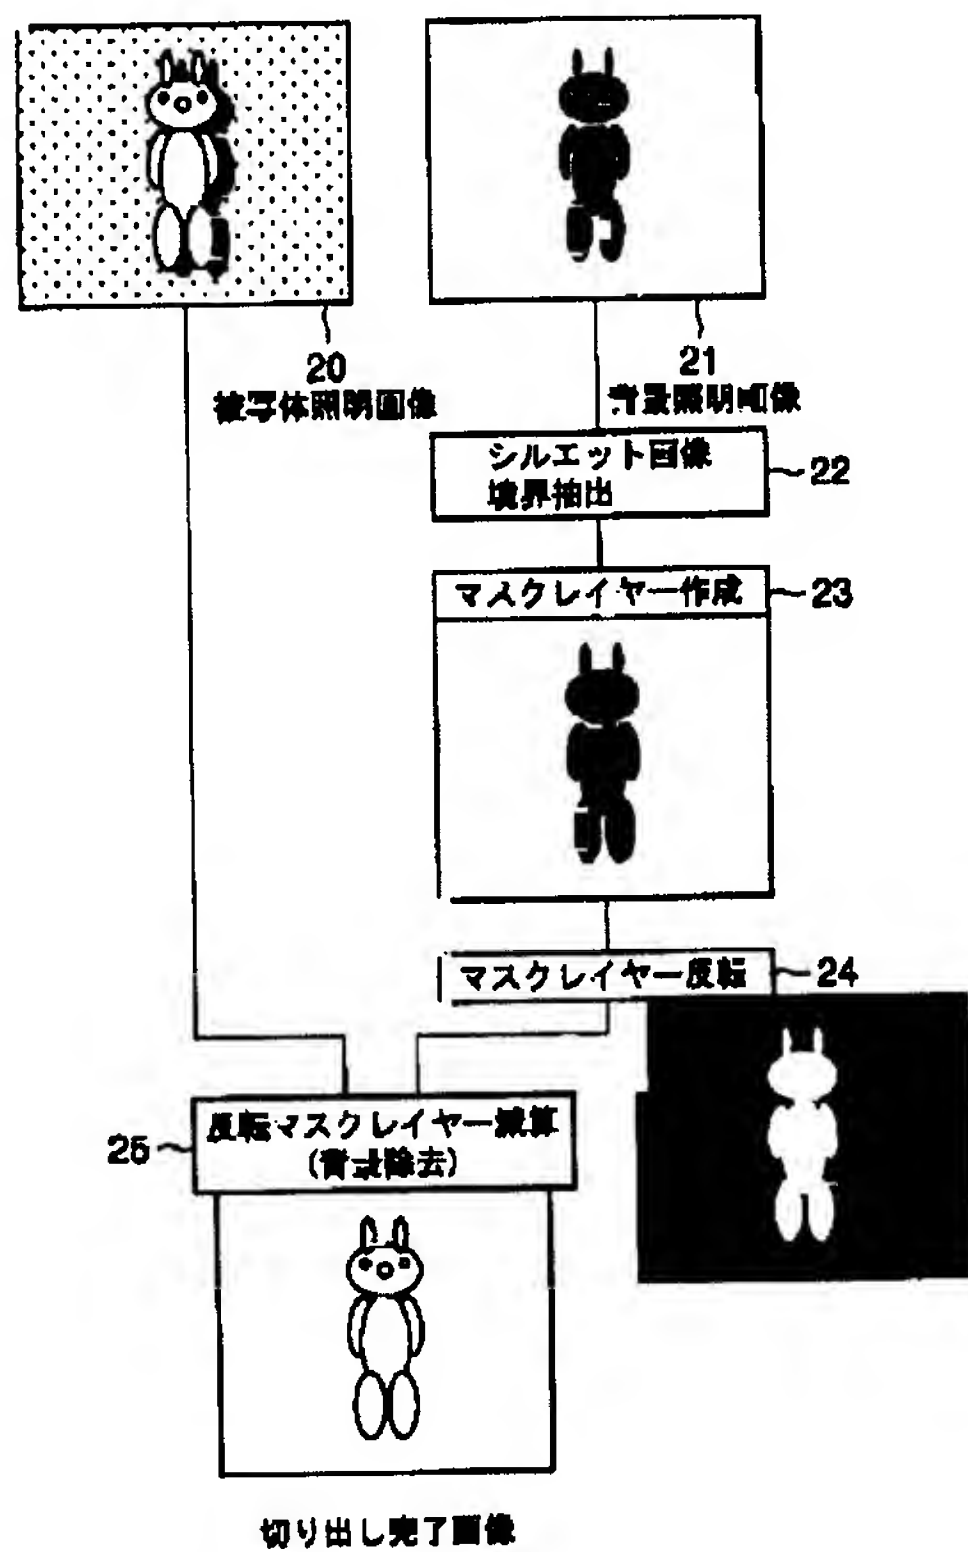 20
被写体照明画像
21
背景照明画像
シルエット画像
境界抽出
22
マスクレイヤー作成
23
マスクレイヤー反転
24
反転マスクレイヤー減算
(背景除去)
25
切り出し完了画像